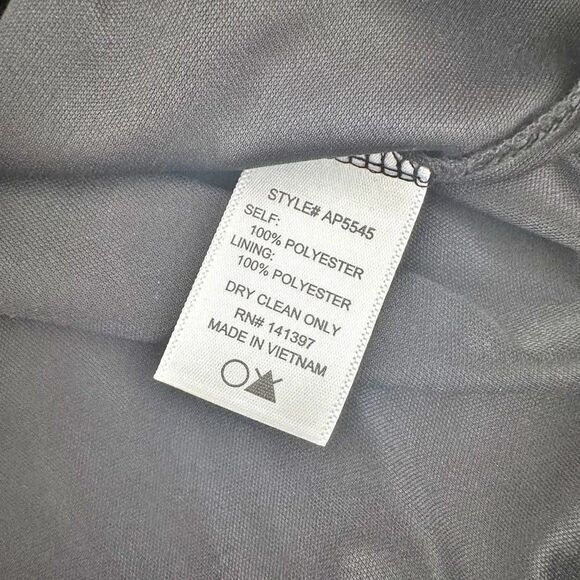 STYLE# AP5545
SELF:
100% POLYESTER
LINING:
100% POLYESTER
DRY CLEAN ONLY
RN# 141397
MADE IN VIETNAM